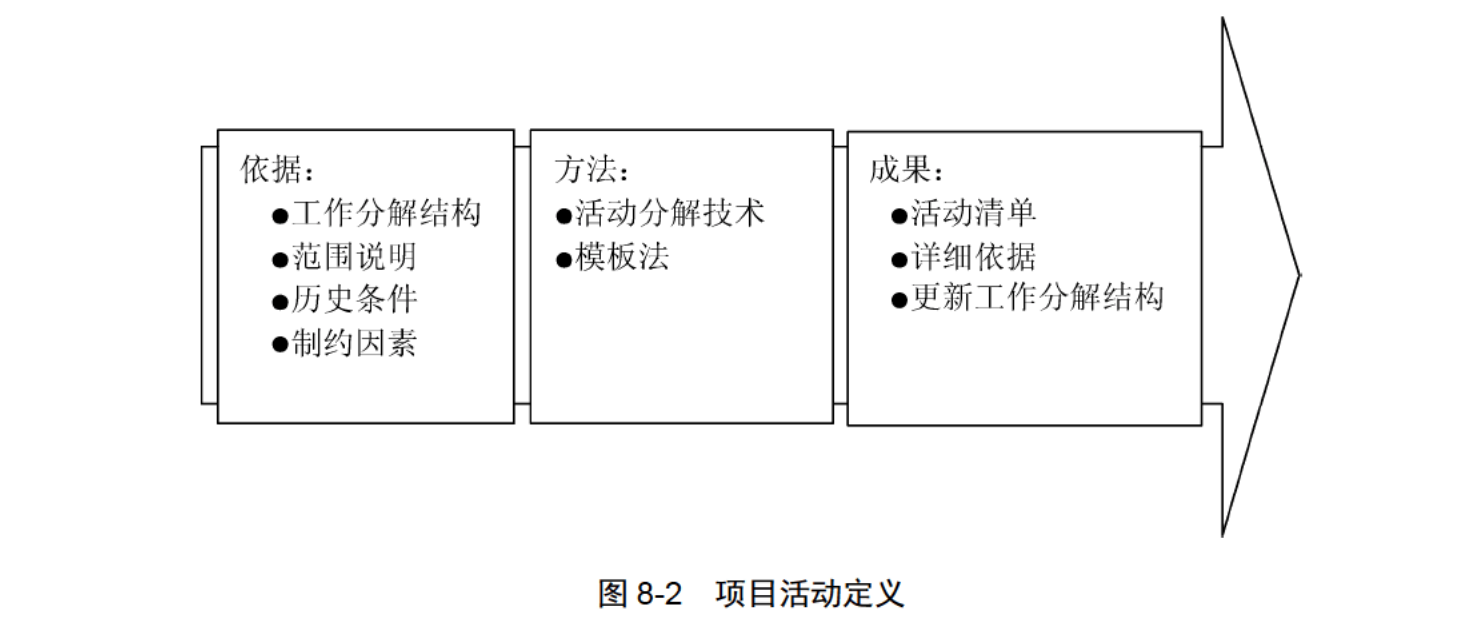 依据：
●工作分解结构
●范围说明
●历史条件
●制约因素
方法：
●活动分解技术
●模板法
成果：
●活动清单
●详细依据
●更新工作分解结构
图 8-2 项目活动定义